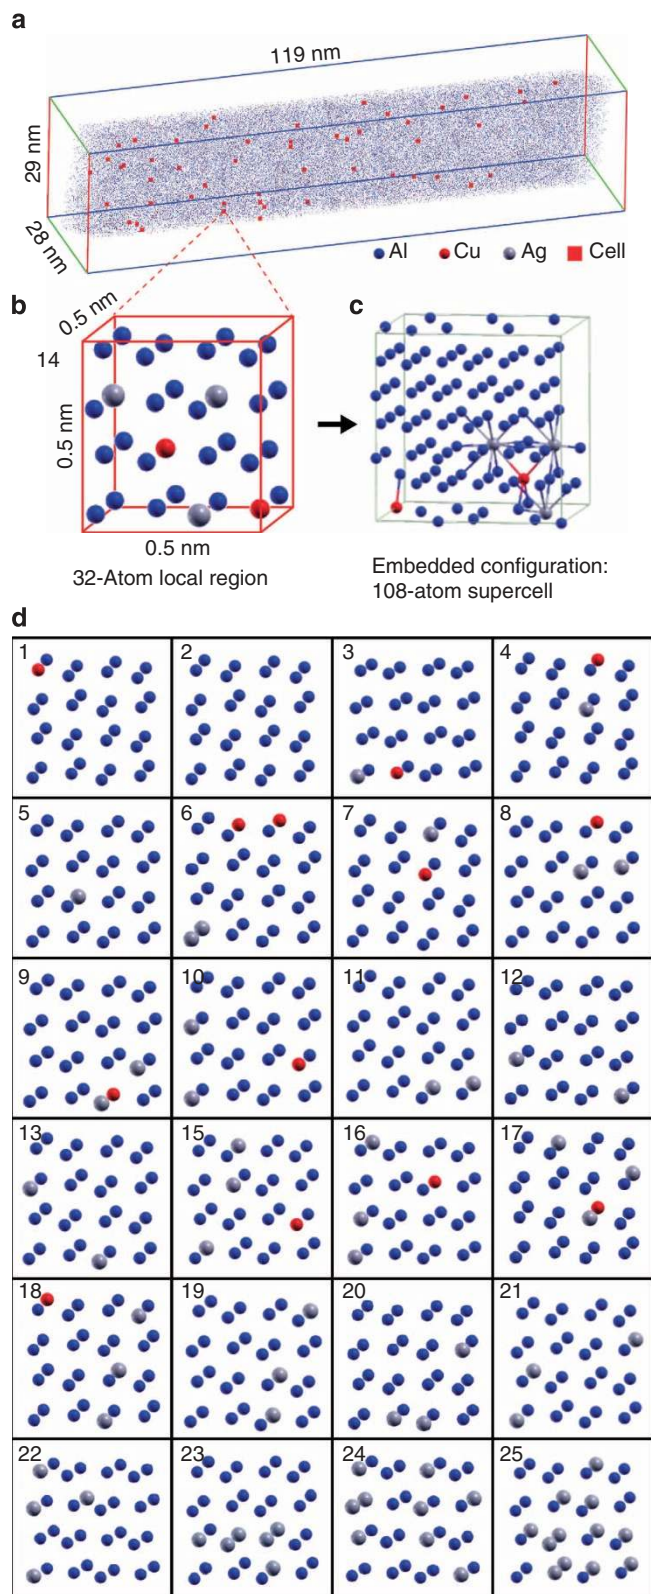 a
119 nm
29 nm
28 nm
Al Cu Ag Cell
b
0.5 nm
c
14
0.5 nm
0.5 nm
32-Atom local region
Embedded configuration:
108-atom supercell
d
1 2 3 4
5 6 7 8
9 10 11 12
13 15 16 17
18 19 20 21
22 23 24 25